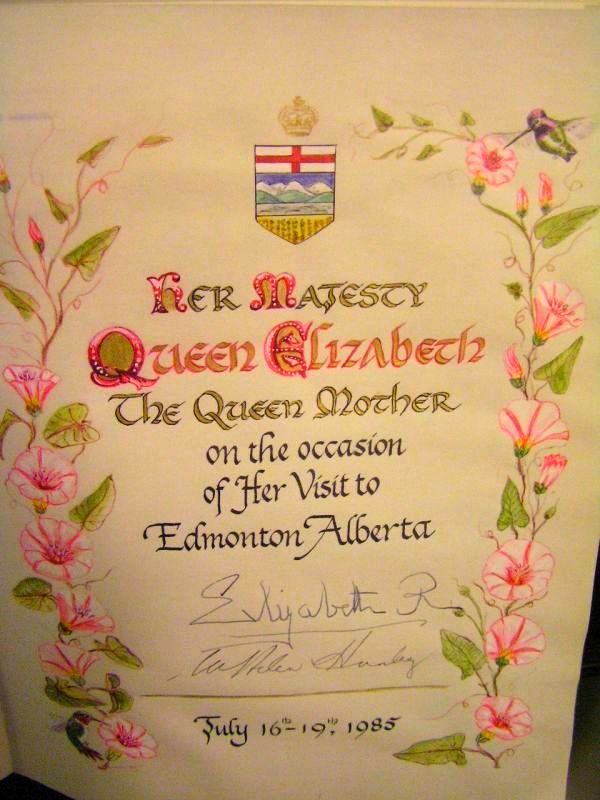 Her Majesty
Queen Elizabeth
The Queen Mother
on the occasion
of Her Visit to
Edmonton Alberta
Elizabeth R
July 16th-19th, 1985